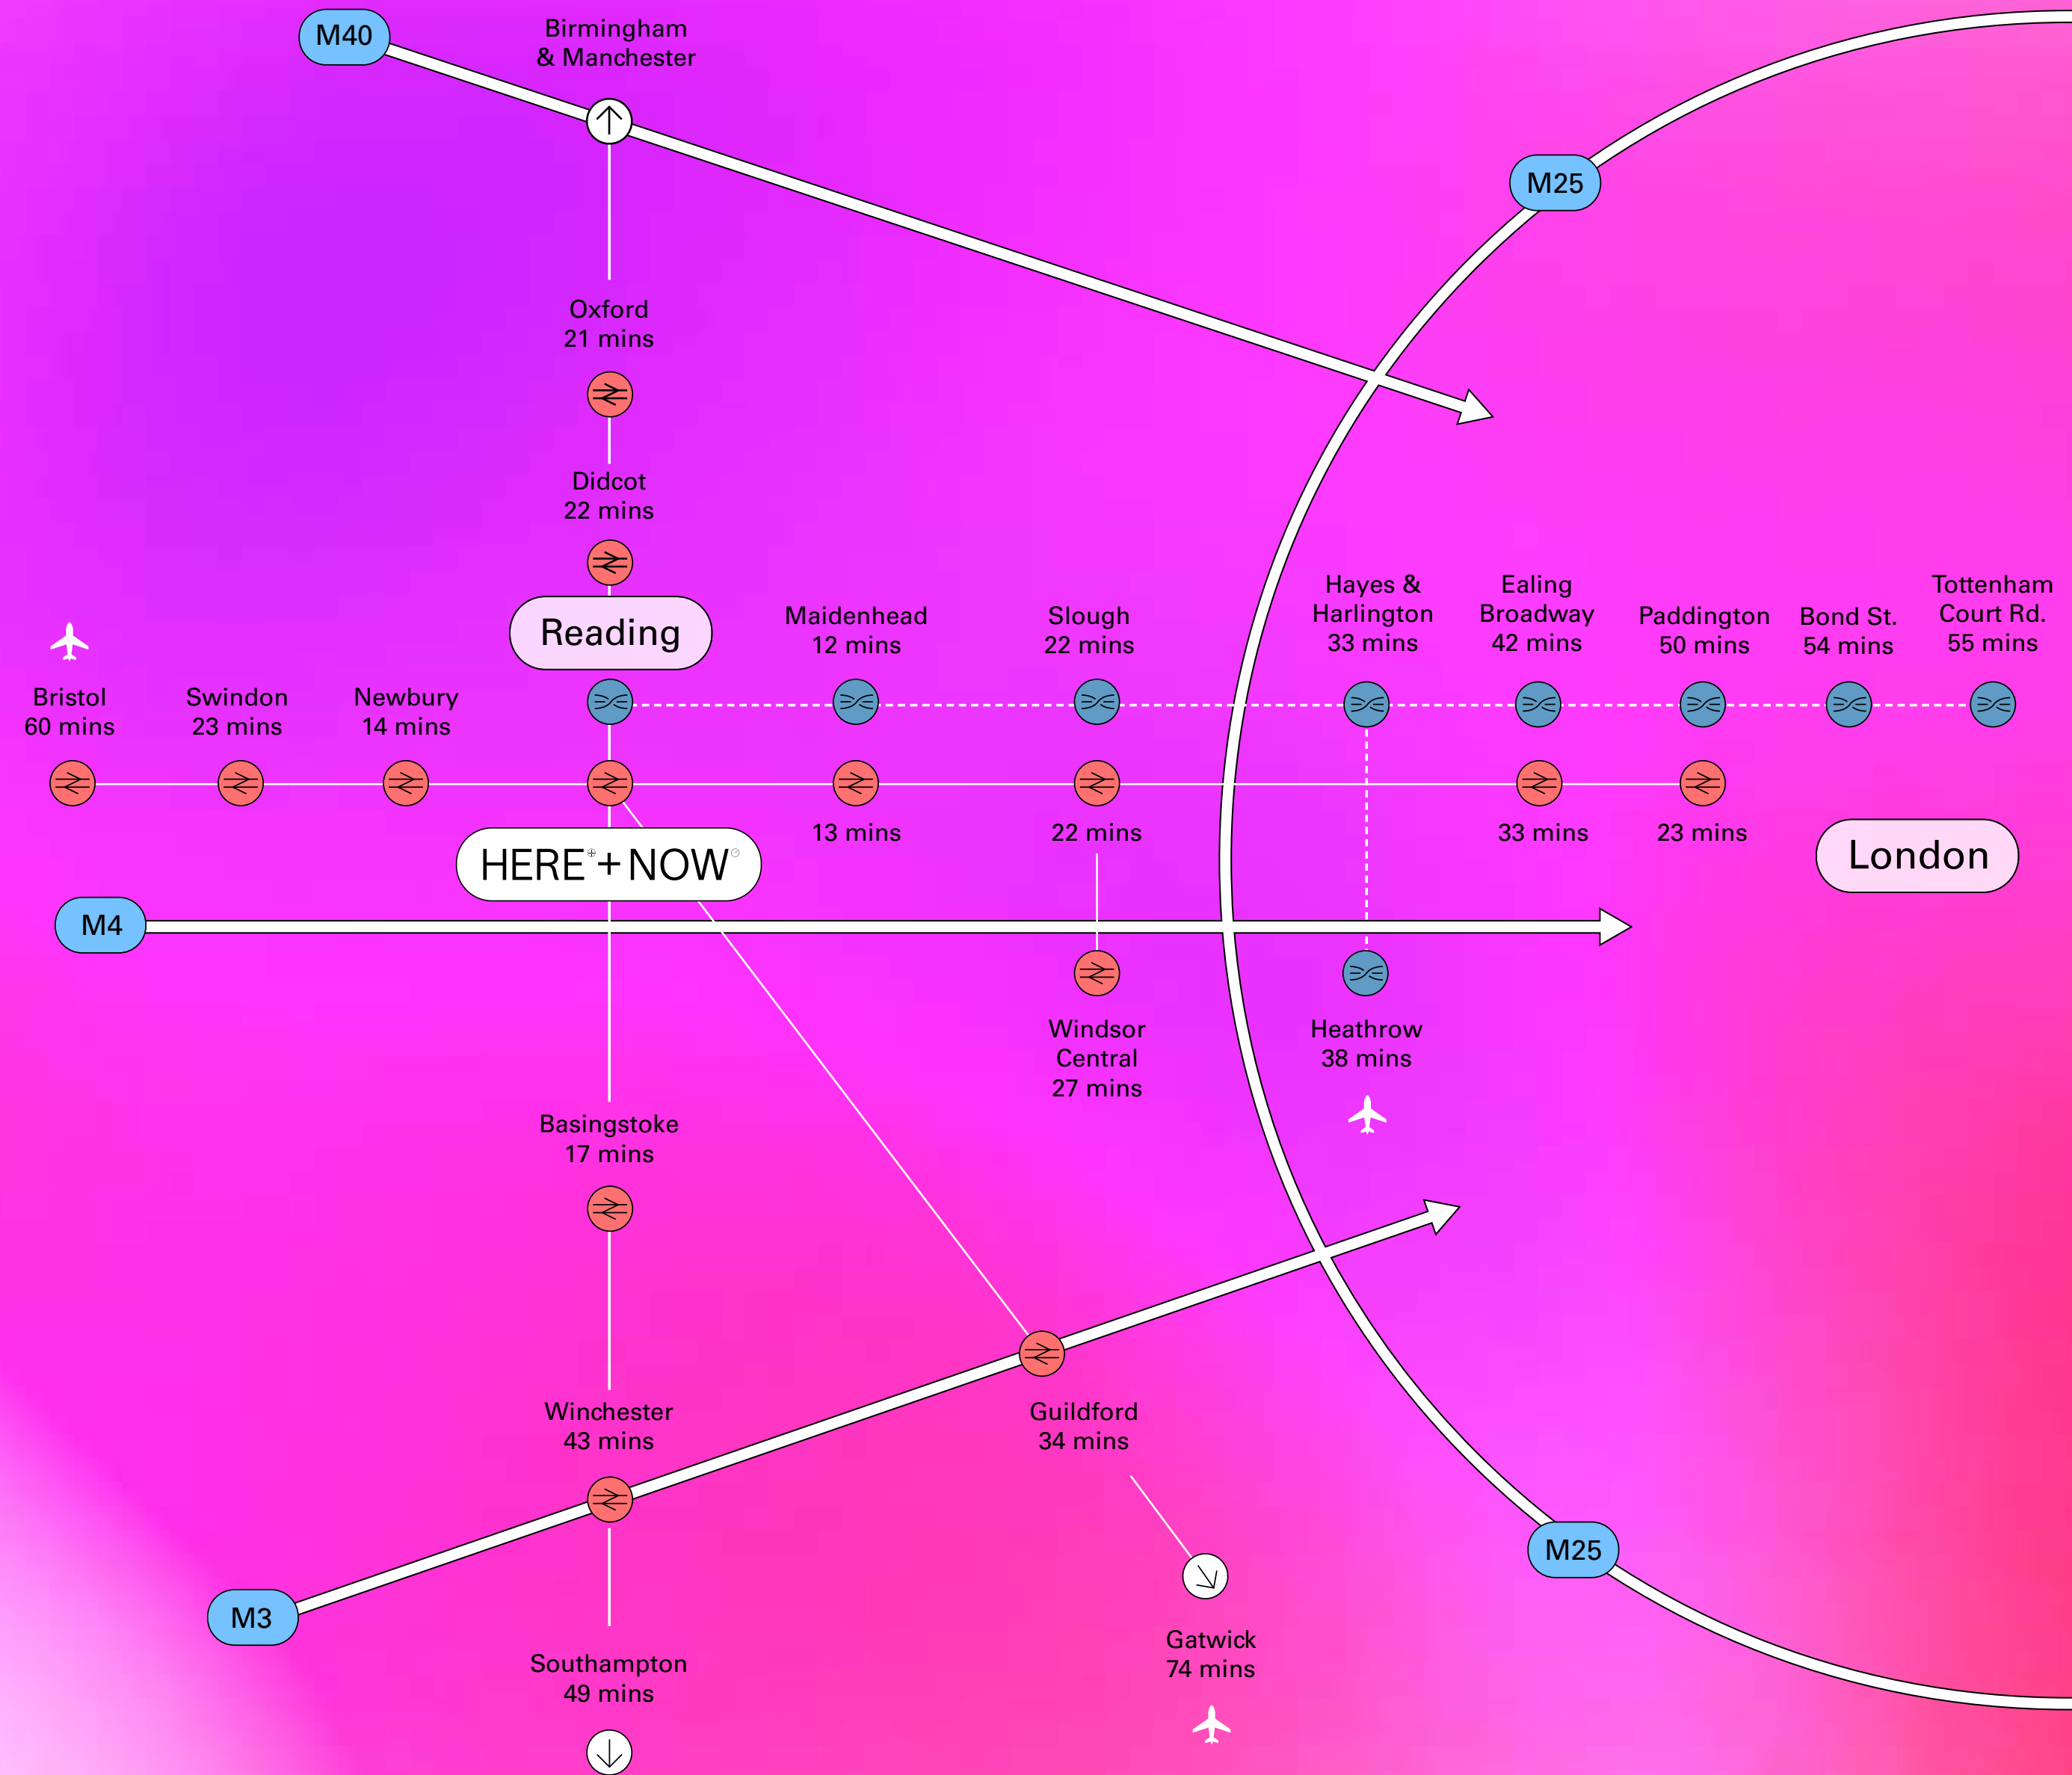 M40
Birmingham
& Manchester
M25
Oxford
21 mins
Didcot
22 mins
Reading
Maidenhead
12 mins
Slough
22 mins
Hayes &
Harlington
33 mins
Ealing
Broadway
42 mins
Paddington
50 mins
Bond St.
54 mins
Tottenham
Court Rd.
55 mins
Bristol
60 mins
Swindon
23 mins
Newbury
14 mins
13 mins
22 mins
33 mins
23 mins
London
HERE + NOW
M4
Windsor
Central
27 mins
Heathrow
38 mins
Basingstoke
17 mins
Winchester
43 mins
Guildford
34 mins
M25
M3
Southampton
49 mins
Gatwick
74 mins